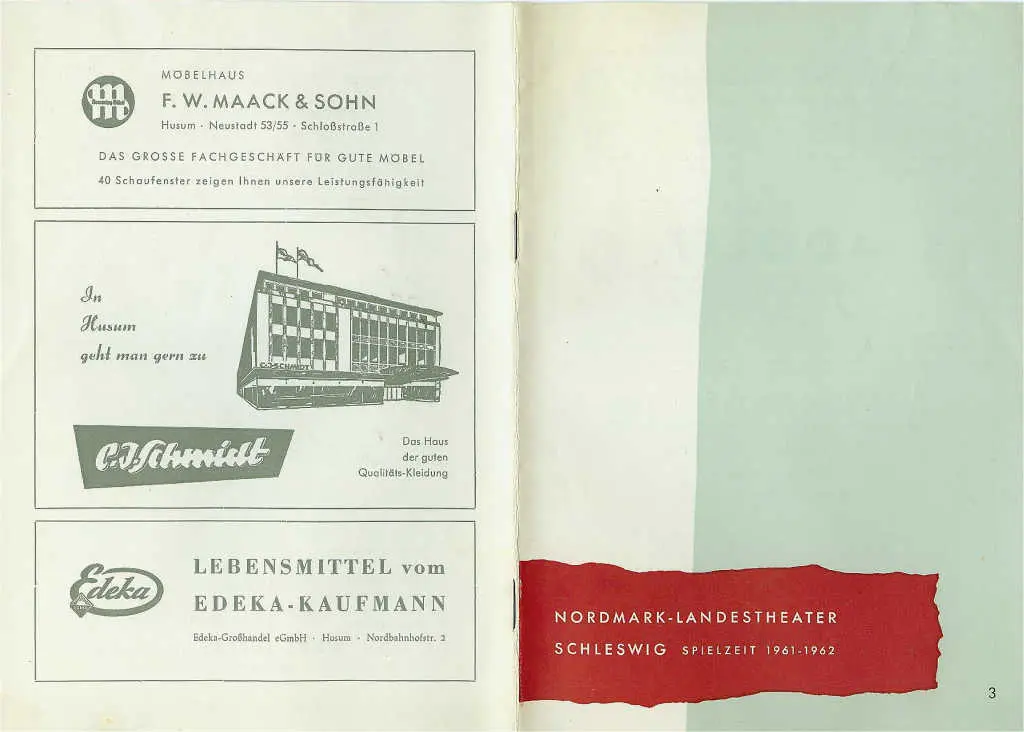 MÖBELHAUS
F. W. MAACK & SOHN
Husum · Neustadt 53/55 · Schloßstraße 1
DAS GROSSE FACHGESCHÄFT FÜR GUTE MÖBEL
40 Schaufenster zeigen Ihnen unsere Leistungsfähigkeit
In
Husum
geht man gern zu
C.J.SCHMIDT
C.J.Schmidt
Das Haus
der guten
Qualitäts-Kleidung
Edeka
LEBENSMITTEL vom
EDEKA-KAUFMANN
Edeka-Großhandel eGmbH · Husum · Nordbahnhofstr. 2
NORDMARK-LANDESTHEATER
SCHLESWIG SPIELZEIT 1961-1962
3